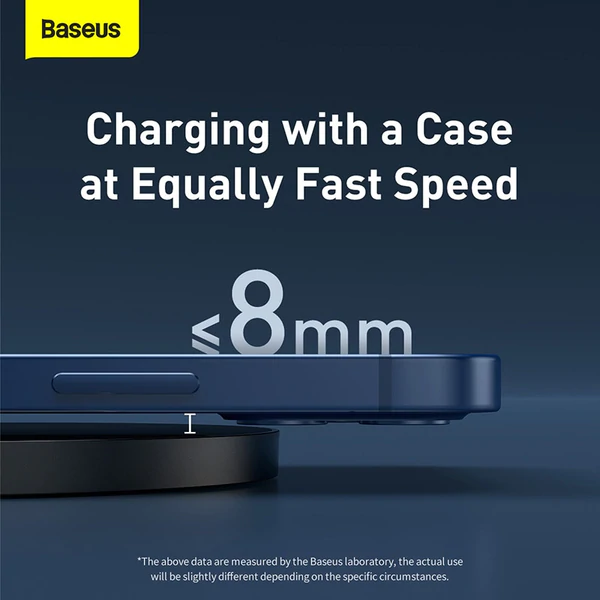 Baseus
Charging with a Case
at Equally Fast Speed
≤8mm
*The above data are measured by the Baseus laboratory, the actual use
will be slightly different depending on the specific circumstances.